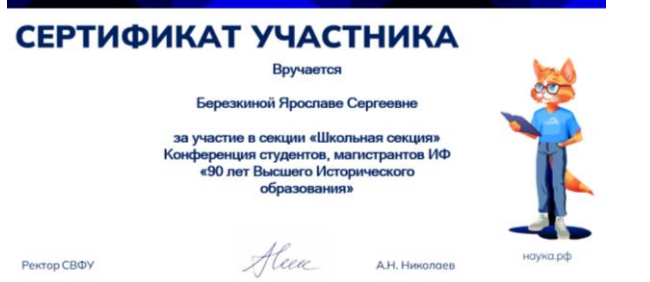 СЕРТИФИКАТ УЧАСТНИКА
Вручается
Березкиной Ярославе Сергеевне
за участие в секции «Школьная секция»
Конференция студентов, магистрантов ИФ
«90 лет Высшего Исторического
образования»
Ректор СВФУ
А.Н. Николаев
наука.рф